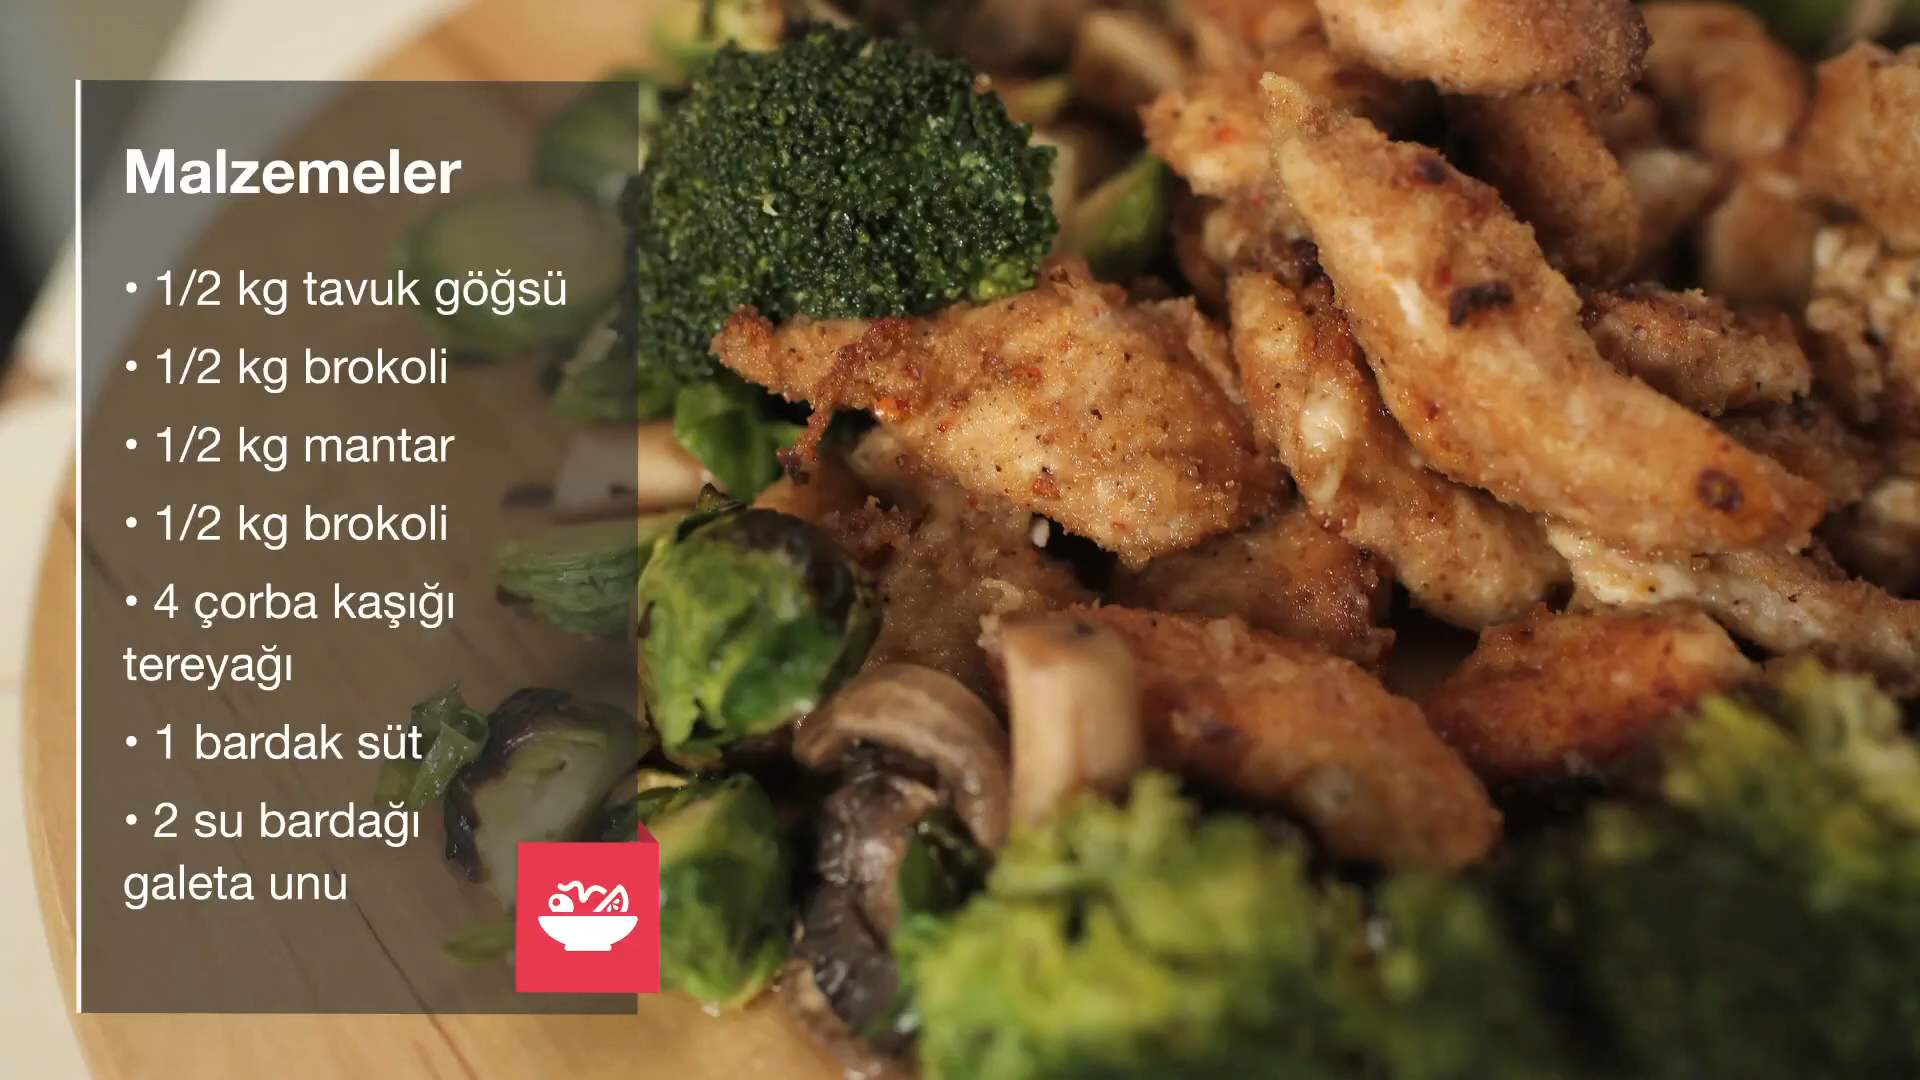 Malzemeler
• 1/2 kg tavuk göğsü
• 1/2 kg brokoli
• 1/2 kg mantar
• 1/2 kg brokoli
• 4 çorba kaşığı
tereyağı
• 1 bardak süt
• 2 su bardağı
galeta unu